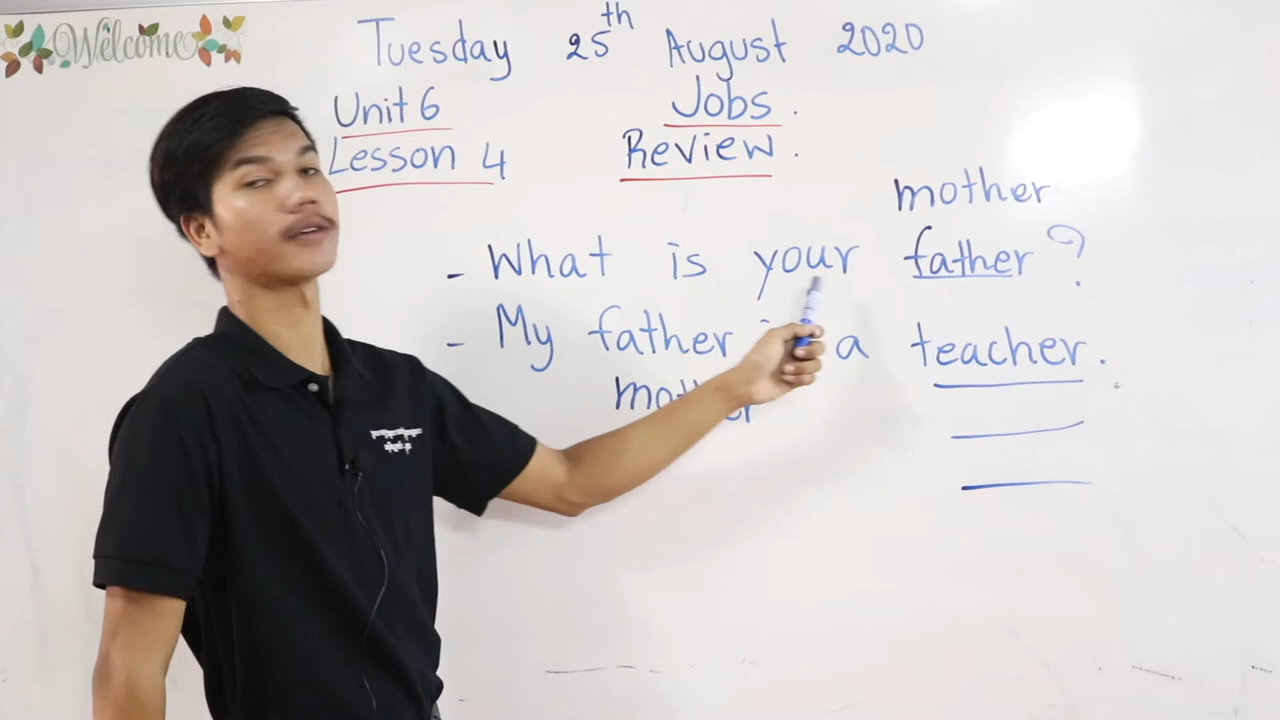 Welcome
Tuesday 25th August 2020
Unit 6 Jobs.
Lesson 4 Review.
mother
- What is your father?
- My father a teacher.